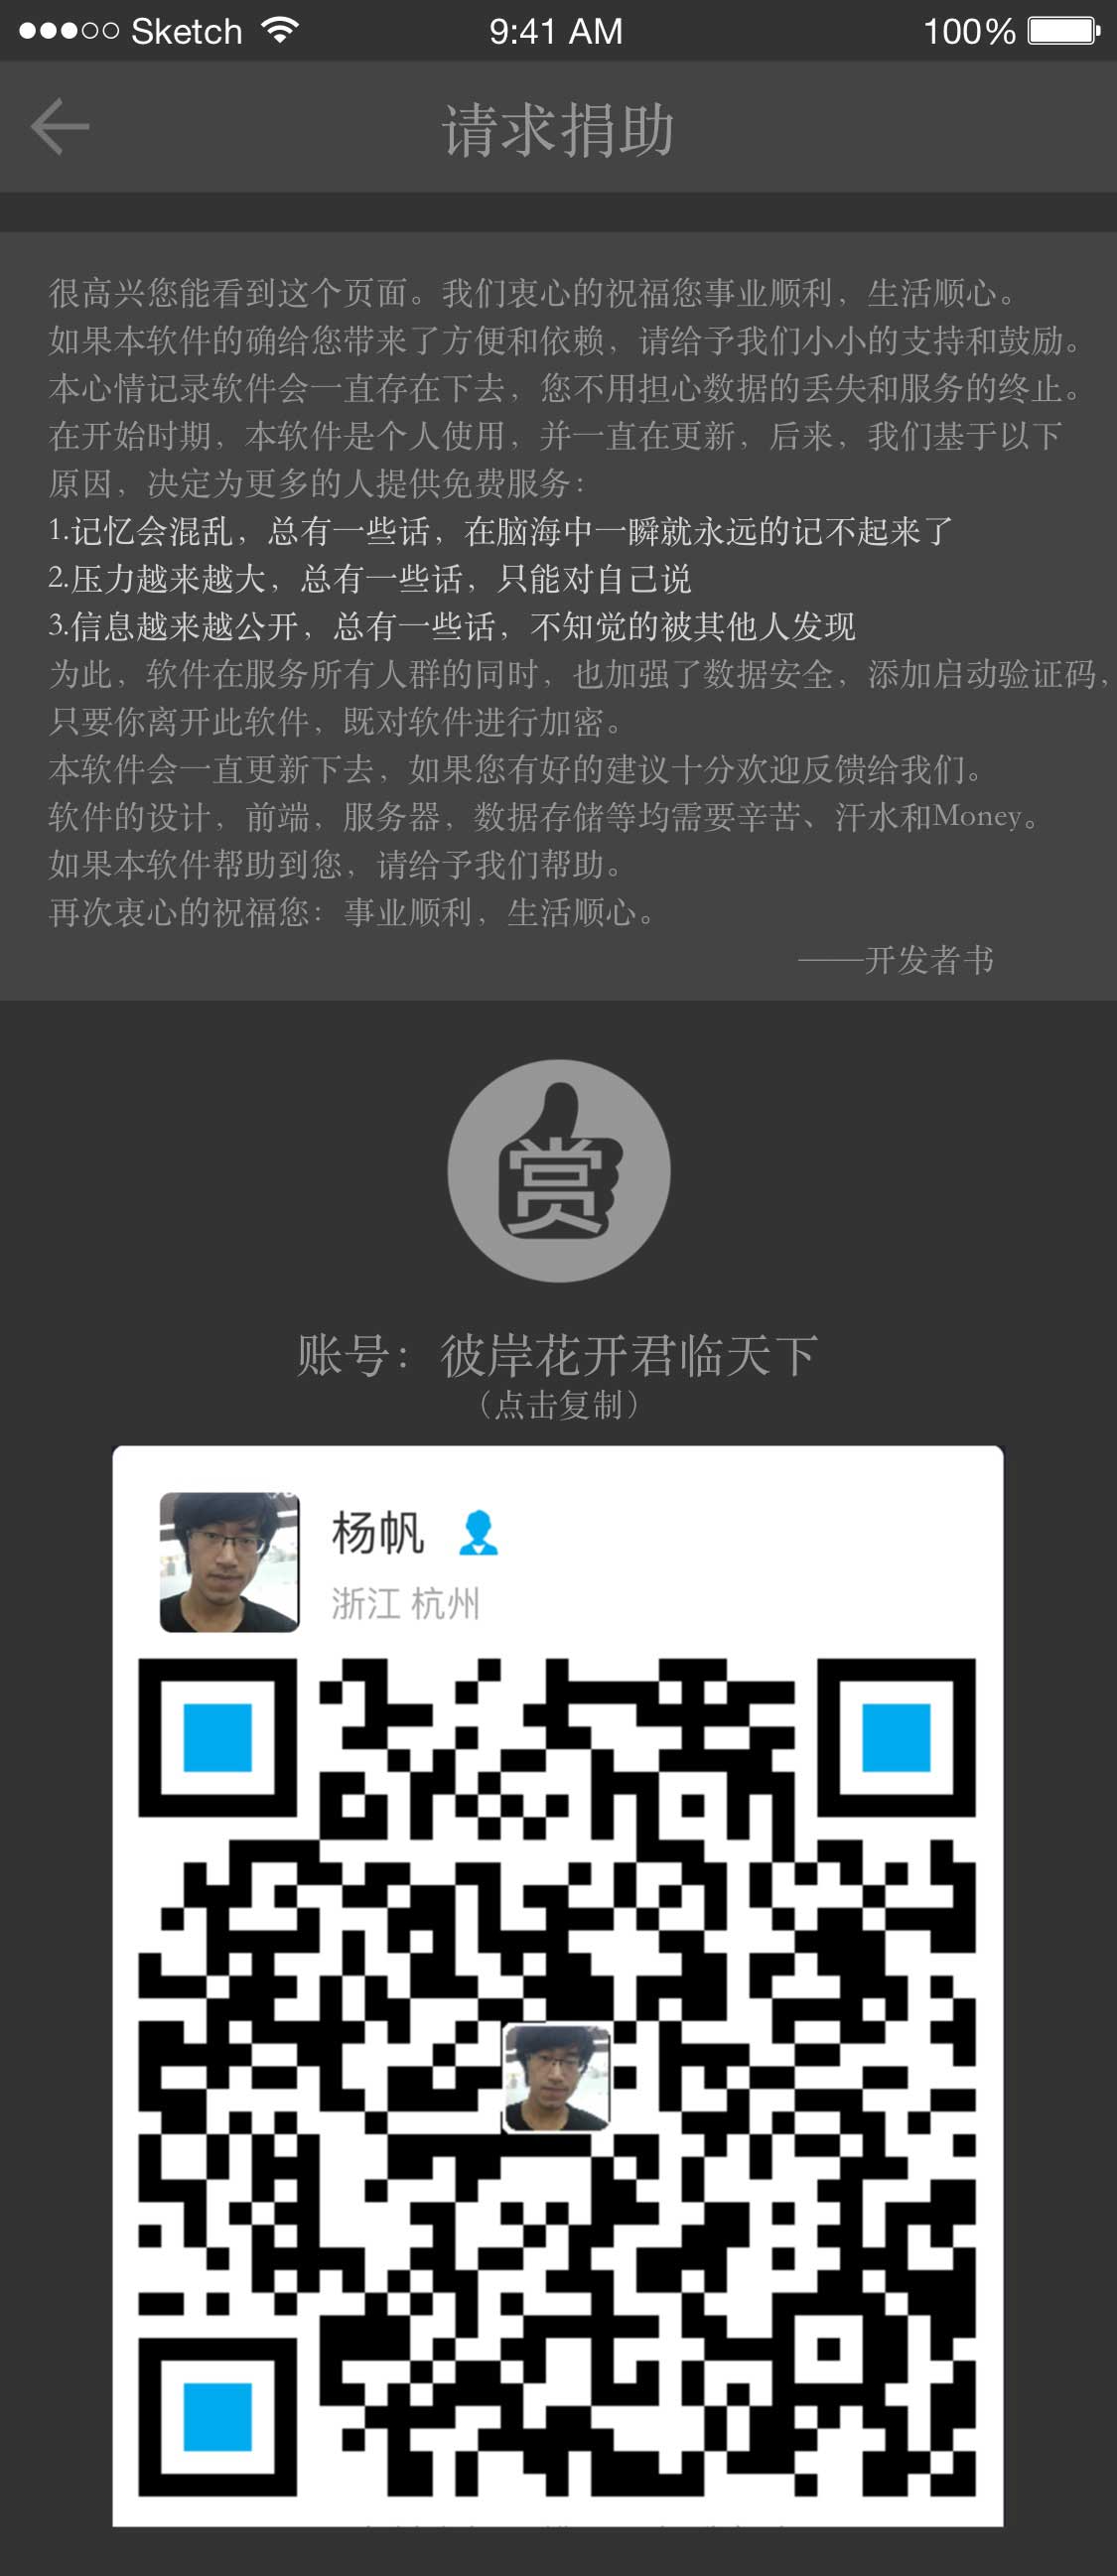 Sketch 9:41 AM 100%
请求捐助
很高兴您能看到这个页面。我们衷心的祝福您事业顺利，生活顺心。
如果本软件的确给您带来了方便和依赖，请给予我们小小的支持和鼓励。
本心情记录软件会一直存在下去，您不用担心数据的丢失和服务的终止。
在开始时期，本软件是个人使用，并一直在更新，后来，我们基于以下
原因，决定为更多的人提供免费服务：
1.记忆会混乱，总有一些话，在脑海中一瞬就永远的记不起来了
2.压力越来越大，总有一些话，只能对自己说
3.信息越来越公开，总有一些话，不知觉的被其他人发现
为此，软件在服务所有人群的同时，也加强了数据安全，添加启动验证码，
只要你离开此软件，既对软件进行加密。
本软件会一直更新下去，如果您有好的建议十分欢迎反馈给我们。
软件的设计，前端，服务器，数据存储等均需要辛苦、汗水和Money。
如果本软件帮助到您，请给予我们帮助。
再次衷心的祝福您：事业顺利，生活顺心。
——开发者书
赏
账号：彼岸花开君临天下
（点击复制）
杨帆
浙江 杭州